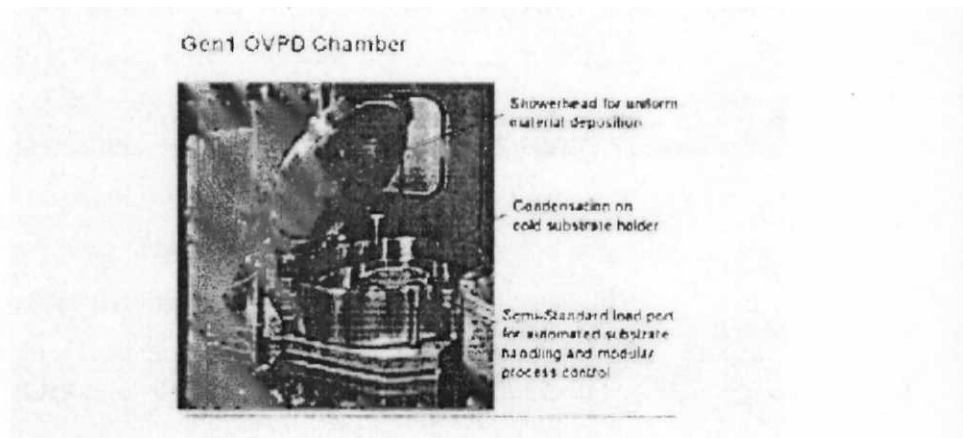 Gen1 OVPD Chamber
Showerhead for uniform
material deposition
Condensation on
cold substrate holder
Semi-Standard load port
for automated substrate
handling and modular
process control